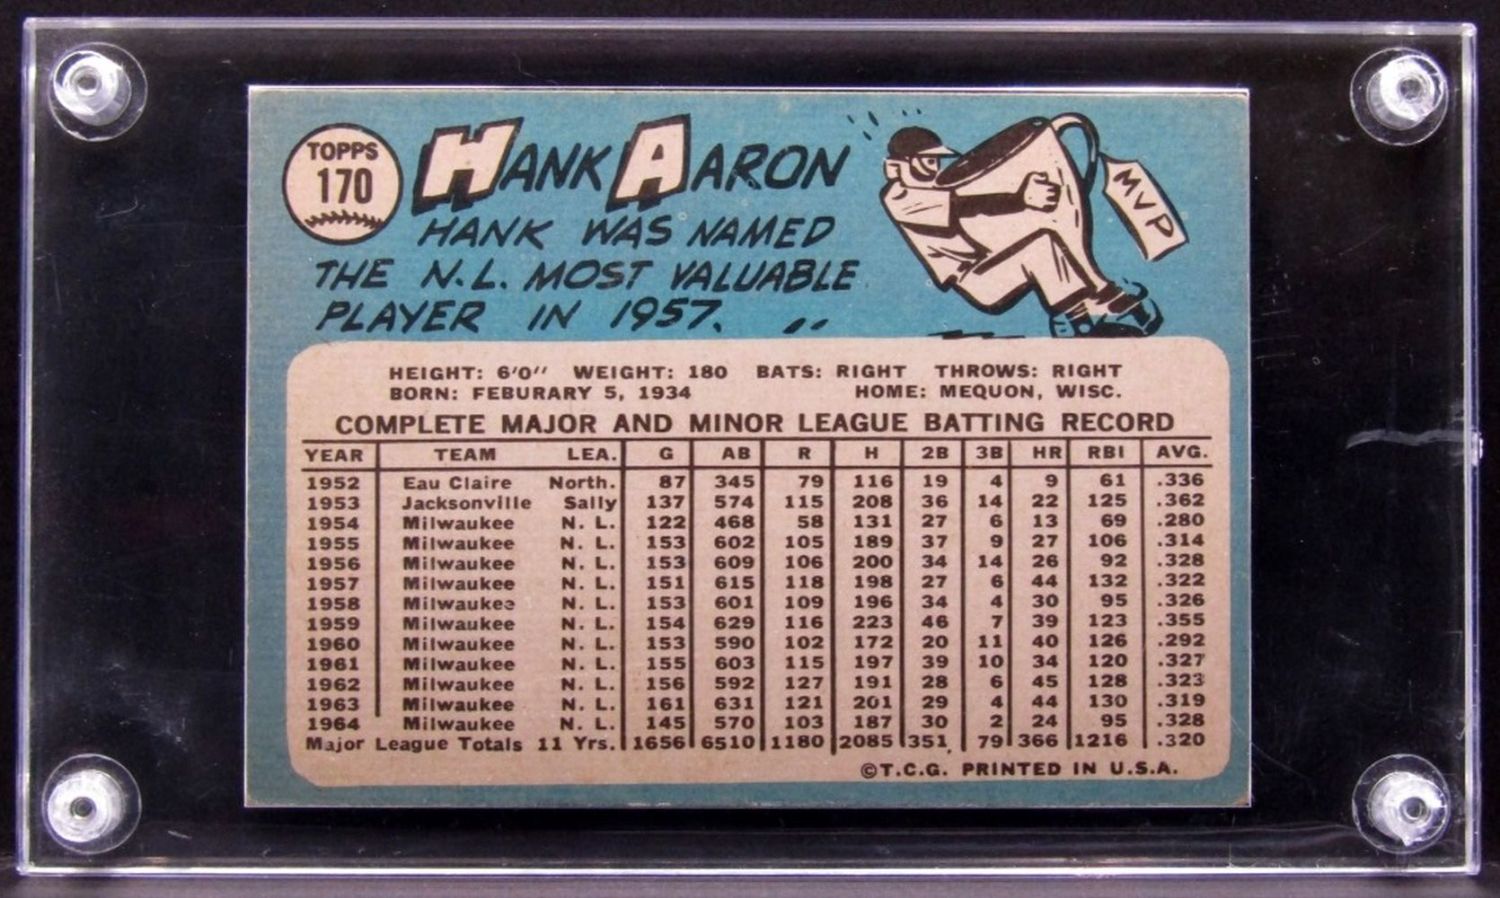 TOPPS
170
HANK AARON
HANK WAS NAMED
THE N.L. MOST VALUABLE
PLAYER IN 1957.
MVP
HEIGHT: 6'0" WEIGHT: 180 BATS: RIGHT THROWS: RIGHT
BORN: FEBURARY 5, 1934 HOME: MEQUON, WISC.
COMPLETE MAJOR AND MINOR LEAGUE BATTING RECORD
YEAR TEAM LEA. G AB R H 2B 3B HR RBI AVG.
1952 Eau Claire North. 87 345 79 116 19 4 9 61 .336
1953 Jacksonville Sally 137 574 115 208 36 14 22 125 .362
1954 Milwaukee N. L. 122 468 58 131 27 6 13 69 .280
1955 Milwaukee N. L. 153 602 105 189 37 9 27 106 .314
1956 Milwaukee N. L. 153 609 106 200 34 14 26 92 .328
1957 Milwaukee N. L. 151 615 118 198 27 6 44 132 .322
1958 Milwaukee N. L. 153 601 109 196 34 4 30 95 .326
1959 Milwaukee N. L. 154 629 116 223 46 7 39 123 .355
1960 Milwaukee N. L. 153 590 102 172 20 11 40 126 .292
1961 Milwaukee N. L. 155 603 115 197 39 10 34 120 .327
1962 Milwaukee N. L. 156 592 127 191 28 6 45 128 .323
1963 Milwaukee N. L. 161 631 121 201 29 4 44 130 .319
1964 Milwaukee N. L. 145 570 103 187 30 2 24 95 .328
Major League Totals 11 Yrs. 1656 6510 1180 2085 351 79 366 1216 .320
©T.C.G. PRINTED IN U.S.A.